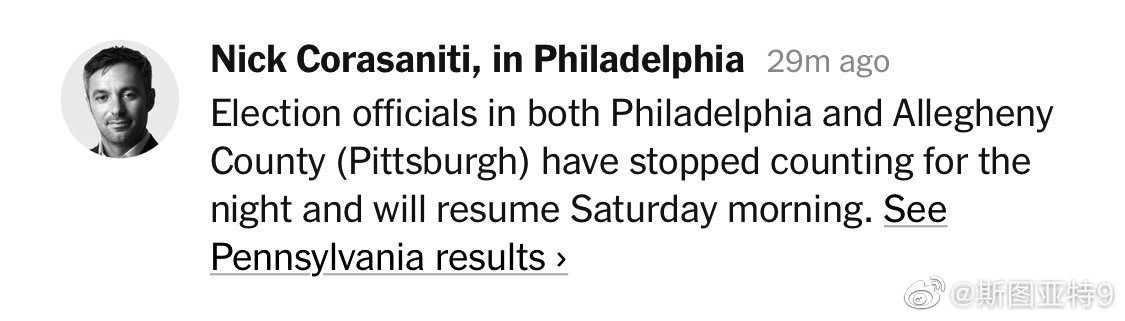 Nick Corasaniti, in Philadelphia 29m ago
Election officials in both Philadelphia and Allegheny
County (Pittsburgh) have stopped counting for the
night and will resume Saturday morning. See
Pennsylvania results ›
@斯图亚特9